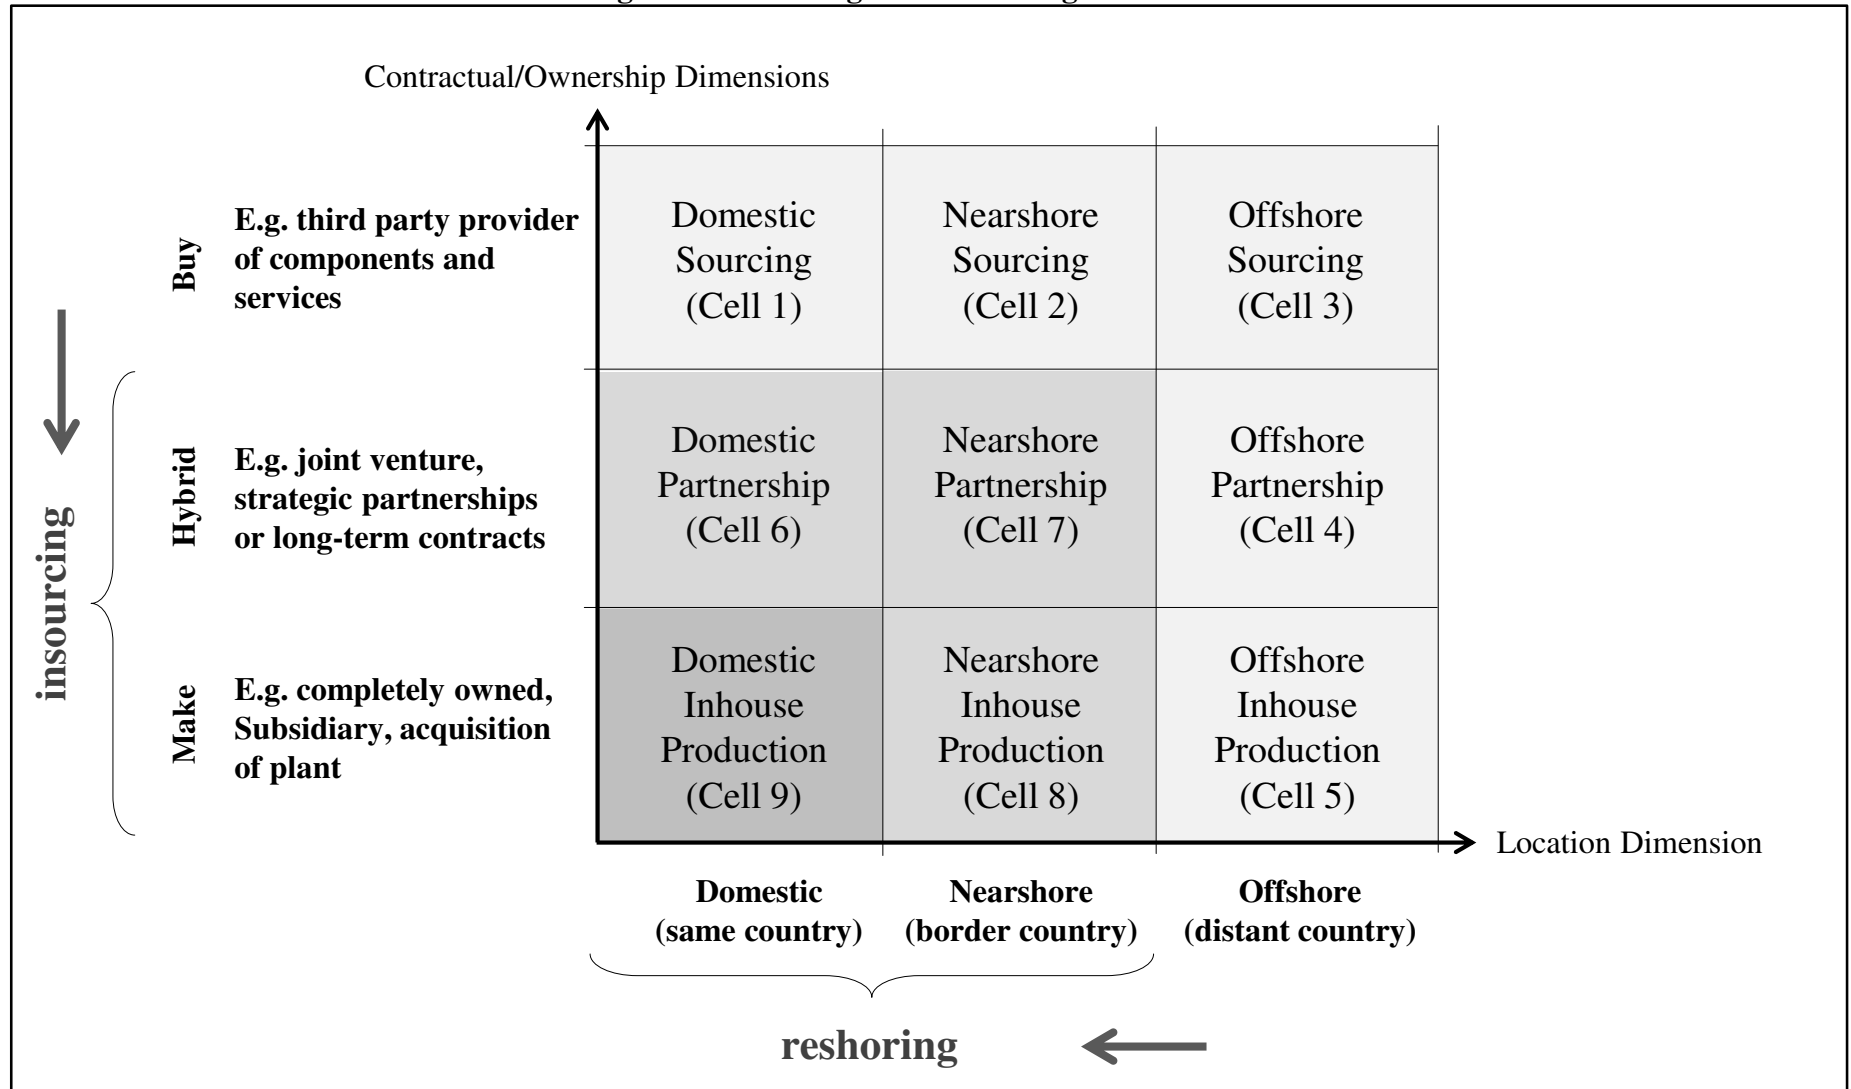 Contractual/Ownership Dimensions
Buy
E.g. third party provider
of components and
services
Domestic
Sourcing
(Cell 1)
Nearshore
Sourcing
(Cell 2)
Offshore
Sourcing
(Cell 3)
insourcing
Hybrid
E.g. joint venture,
strategic partnerships
or long-term contracts
Domestic
Partnership
(Cell 6)
Nearshore
Partnership
(Cell 7)
Offshore
Partnership
(Cell 4)
Make
E.g. completely owned,
Subsidiary, acquisition
of plant
Domestic
Inhouse
Production
(Cell 9)
Nearshore
Inhouse
Production
(Cell 8)
Offshore
Inhouse
Production
(Cell 5)
Location Dimension
Domestic
(same country)
Nearshore
(border country)
Offshore
(distant country)
reshoring